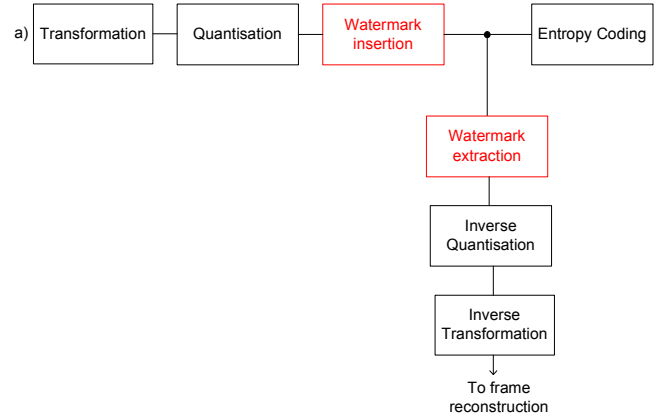 a)
Transformation
Quantisation
Watermark
insertion
Entropy Coding
Watermark
extraction
Inverse
Quantisation
Inverse
Transformation
To frame
reconstruction